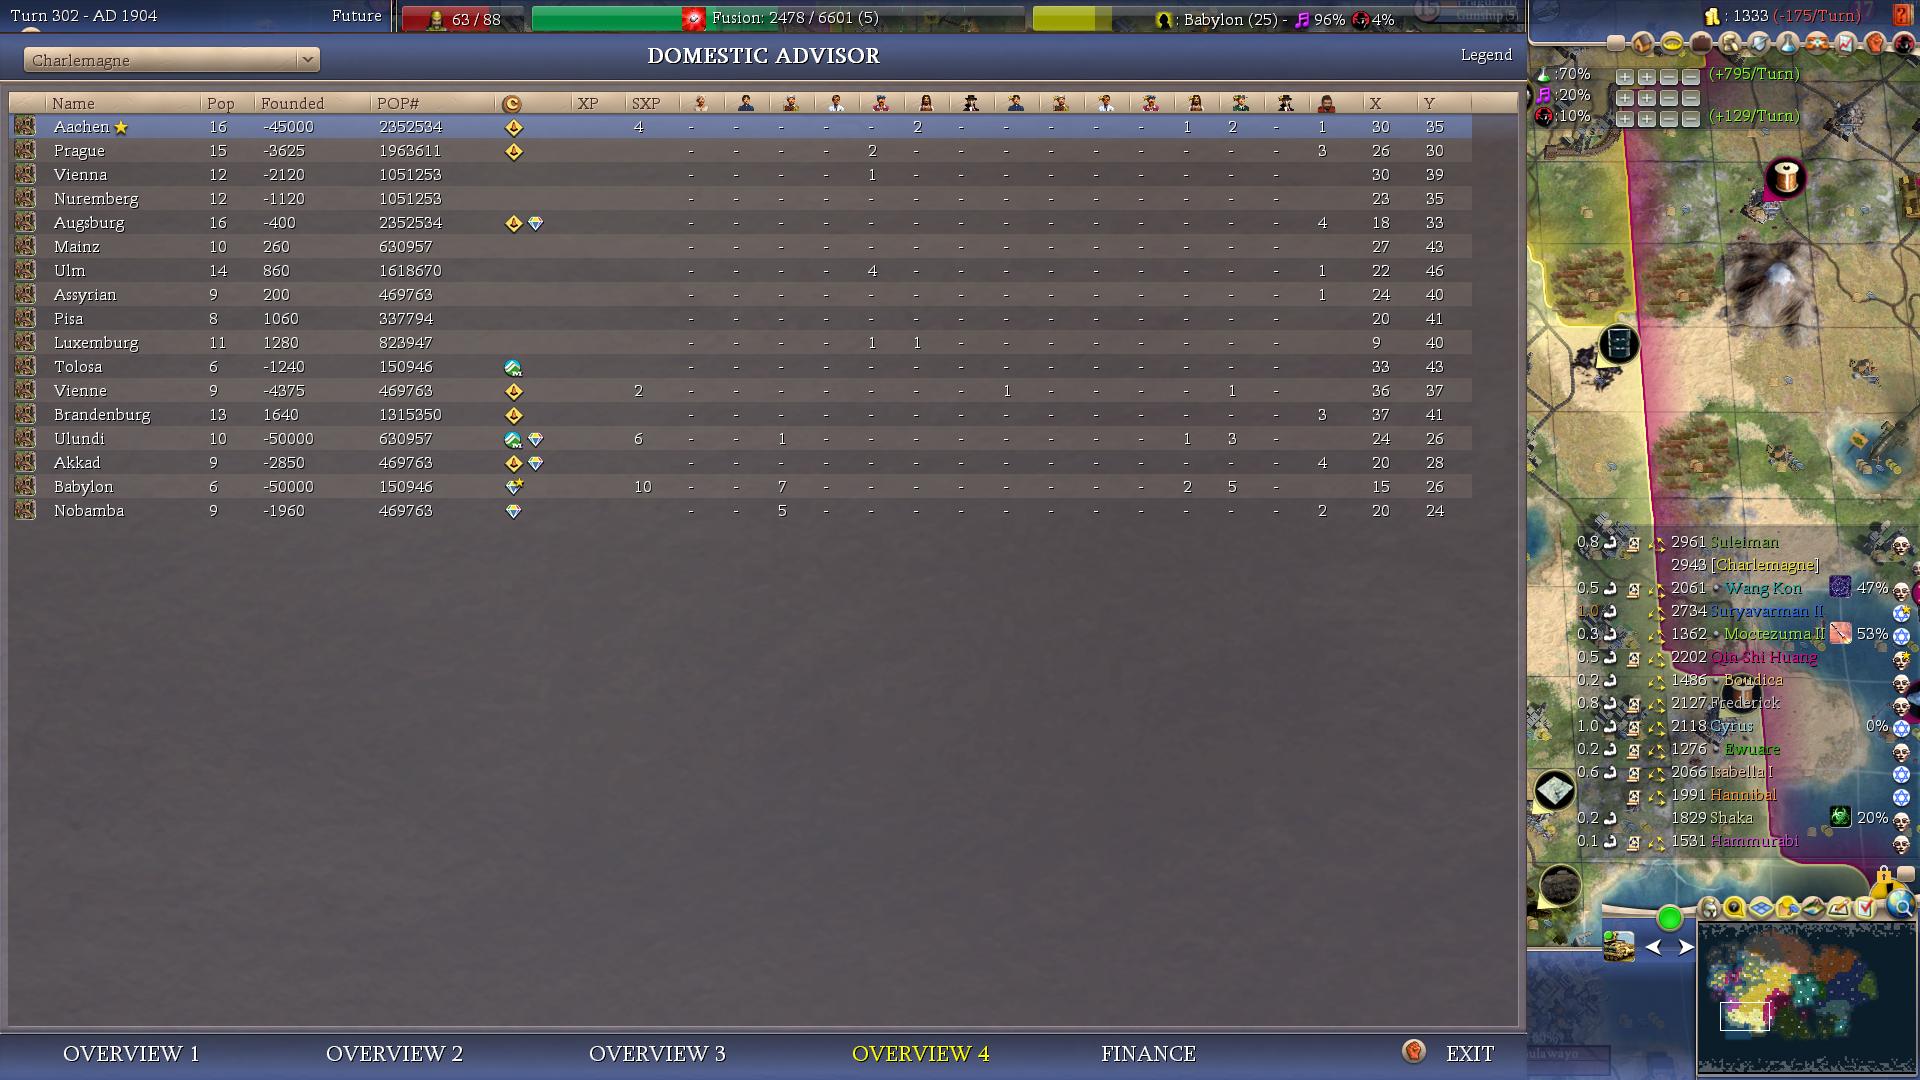 Turn 302 - AD 1904 Future 63 / 88 Fusion: 2478 / 6601 (5) : Babylon (25) - 96% 4% : 1333 (-175/Turn)
Charlemagne DOMESTIC ADVISOR Legend
:70% (+795/Turn)
:20%
:10% (+129/Turn)
Name Pop Founded POP# XP SXP X Y
Aachen 16 -45000 2352534 4 - - - - - 2 - - - - - 1 2 - 1 30 35
Prague 15 -3625 1963611 - - - - 2 - - - - - - - - - 3 26 30
Vienna 12 -2120 1051253 - - - - 1 - - - - - - - - - 30 39
Nuremberg 12 -1120 1051253 - - - - - - - - - - - - - - 23 35
Augsburg 16 -400 2352534 - - - - - - - - - - - - - - 4 18 33
Mainz 10 260 630957 - - - - - - - - - - - - - - 27 43
Ulm 14 860 1618670 - - - - 4 - - - - - - - - - 1 22 46
Assyrian 9 200 469763 - - - - - - - - - - - - - - 1 24 40
Pisa 8 1060 337794 - - - - - - - - - - - - - - 20 41
Luxemburg 11 1280 823947 - - - - 1 1 - - - - - - - - 9 40
Tolosa 6 -1240 150946 - - - - - - - - - - - - - - 33 43
Vienne 9 -4375 469763 2 - - - - - - - 1 - - - - 1 - 36 37
Brandenburg 13 1640 1315350 - - - - - - - - - - - - - - 3 37 41
Ulundi 10 -50000 630957 6 - - 1 - - - - - - - - 1 3 - 24 26
Akkad 9 -2850 469763 - - - - - - - - - - - - - - 4 20 28
Babylon 6 -50000 150946 10 - - 7 - - - - - - - - 2 5 - 15 26
Nobamba 9 -1960 469763 - - 5 - - - - - - - - - - - 2 20 24
0.8 2961 Suleiman
2943 [Charlemagne]
0.5 2061 Wang Kon 47%
1.0 2734 Suryavarman II
0.3 1362 Moctezuma II 53%
0.5 2202 Qin Shi Huang
0.2 1486 Boudica
0.8 2127 Frederick
1.0 2118 Cyrus 0%
0.2 1276 Ewuare
0.6 2066 Isabella I
1991 Hannibal
0.2 1829 Shaka 20%
0.1 1531 Hammurabi
OVERVIEW 1 OVERVIEW 2 OVERVIEW 3 OVERVIEW 4 FINANCE EXIT